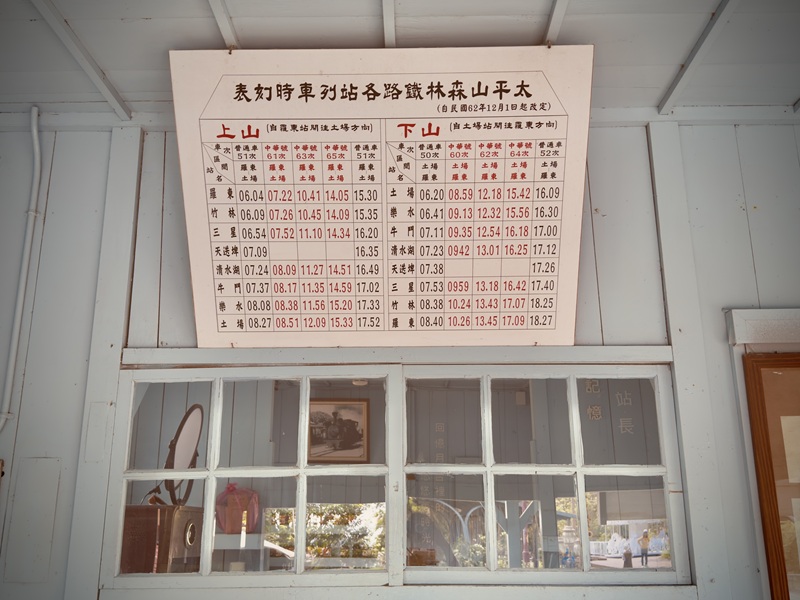 太平山森林鐵路各站列車時刻表
(自民國62年12月1日起改定)
上山 (自羅東站開往土場方向)
車次 普通車 中華號 中華號 中華號 普通車
區間 51次 61次 63次 65次 51次
羅東 羅東 羅東 羅東 羅東
站名 土場 土場 土場 土場 土場
羅東 06.04 07.22 10.41 14.05 15.30
竹林 06.09 07.26 10.45 14.09 15.35
三星 06.54 07.52 11.10 14.34 16.20
天送埤 07.09 16.35
清水湖 07.24 08.09 11.27 14.51 16.49
牛鬥 07.37 08.17 11.35 14.59 17.02
樂水 08.08 08.38 11.56 15.20 17.33
土場 08.27 08.51 12.09 15.33 17.52
下山 (自土場站開往羅東方向)
車次 普通車 中華號 中華號 中華號 普通車
區間 50次 60次 62次 64次 52次
土場 土場 土場 土場 土場
站名 羅東 羅東 羅東 羅東 羅東
土場 06.20 08.59 12.18 15.42 16.09
樂水 06.41 09.13 12.32 15.56 16.30
牛鬥 07.11 09.35 12.54 16.18 17.00
清水湖 07.23 0942 13.01 16.25 17.12
天送埤 07.38 17.26
三星 07.53 0959 13.18 16.42 17.40
竹林 08.38 10.24 13.43 17.07 18.25
羅東 08.40 10.26 13.45 17.09 18.27
站長
記憶